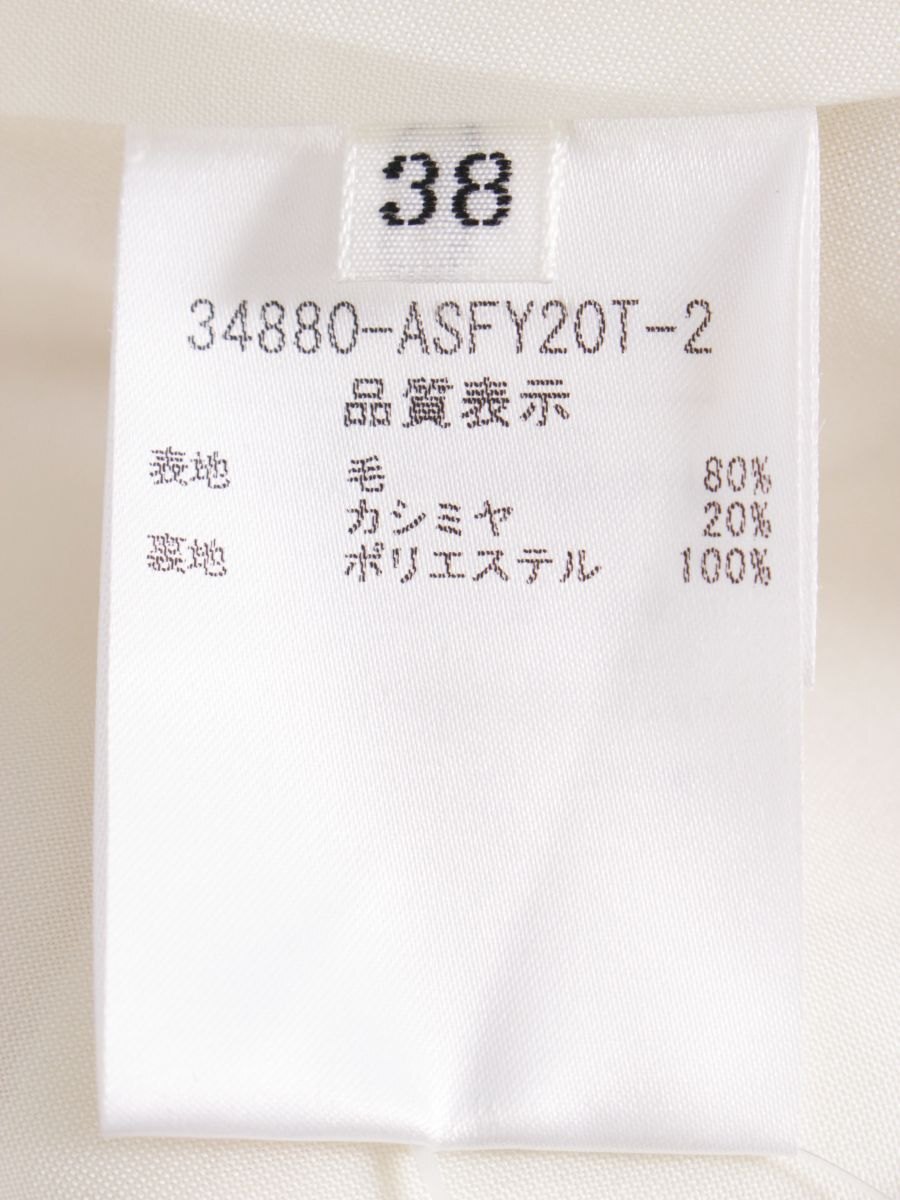 38
34880-ASFY20T-2
品質表示
表地 毛 80%
カシミヤ 20%
裏地 ポリエステル 100%